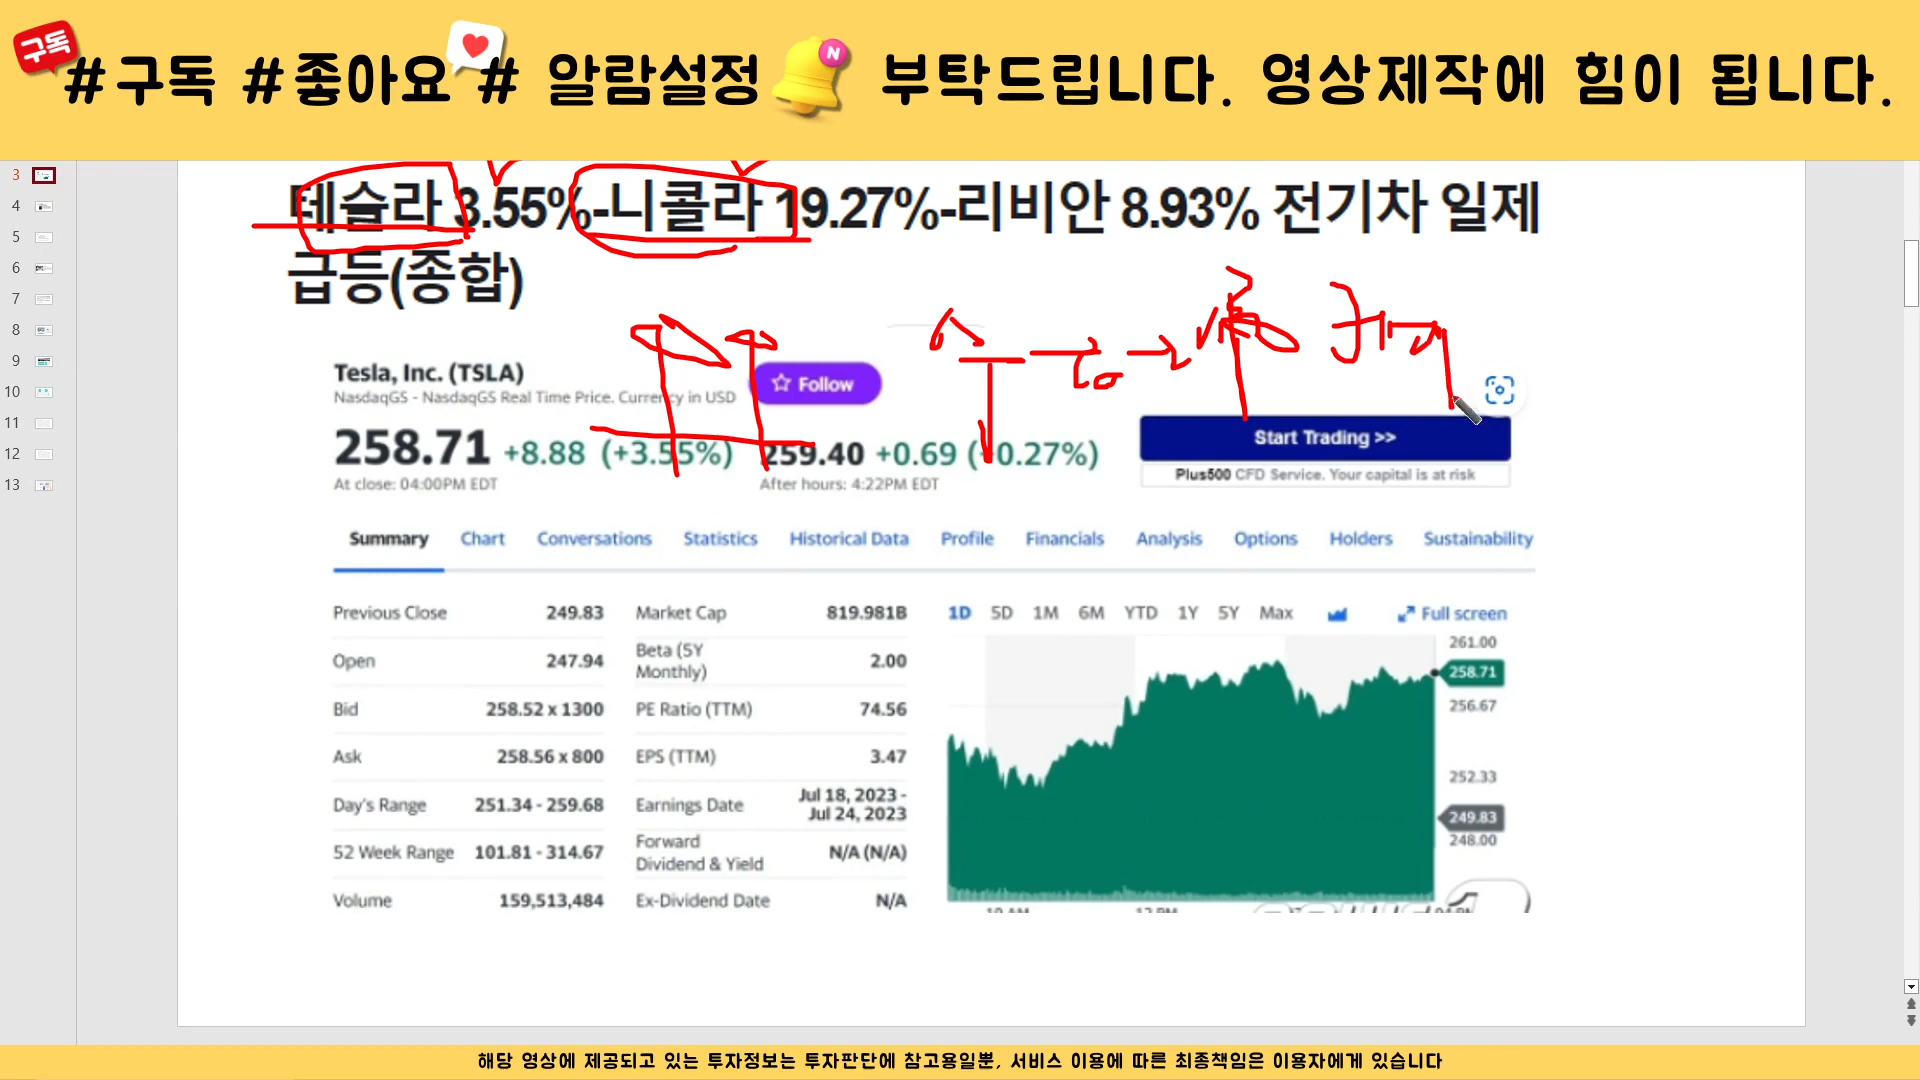 구독
#구독 #좋아요 # 알람설정 N 부탁드립니다. 영상제작에 힘이 됩니다.
3
4
5
6
7
8
9
10
11
12
13
테슬라 3.55%-니콜라 19.27%-리비안 8.93% 전기차 일제
급등(종합)
Tesla, Inc. (TSLA)
NasdaqGS - NasdaqGS Real Time Price. Currency in USD
Follow
258.71 +8.88 (+3.55%) 259.40 +0.69 (+0.27%)
At close: 04:00PM EDT After hours: 4:22PM EDT
Start Trading >>
Plus500 CFD Service. Your capital is at risk
Summary Chart Conversations Statistics Historical Data Profile Financials Analysis Options Holders Sustainability
Previous Close 249.83
Open 247.94
Bid 258.52 x 1300
Ask 258.56 x 800
Day's Range 251.34 - 259.68
52 Week Range 101.81 - 314.67
Volume 159,513,484
Market Cap 819.981B
Beta (5Y Monthly) 2.00
PE Ratio (TTM) 74.56
EPS (TTM) 3.47
Earnings Date Jul 18, 2023 - Jul 24, 2023
Forward Dividend & Yield N/A (N/A)
Ex-Dividend Date N/A
1D 5D 1M 6M YTD 1Y 5Y Max Full screen
261.00
258.71
256.67
252.33
249.83
248.00
10 AM 12 PM
해당 영상에 제공되고 있는 투자정보는 투자판단에 참고용일뿐, 서비스 이용에 따른 최종책임은 이용자에게 있습니다